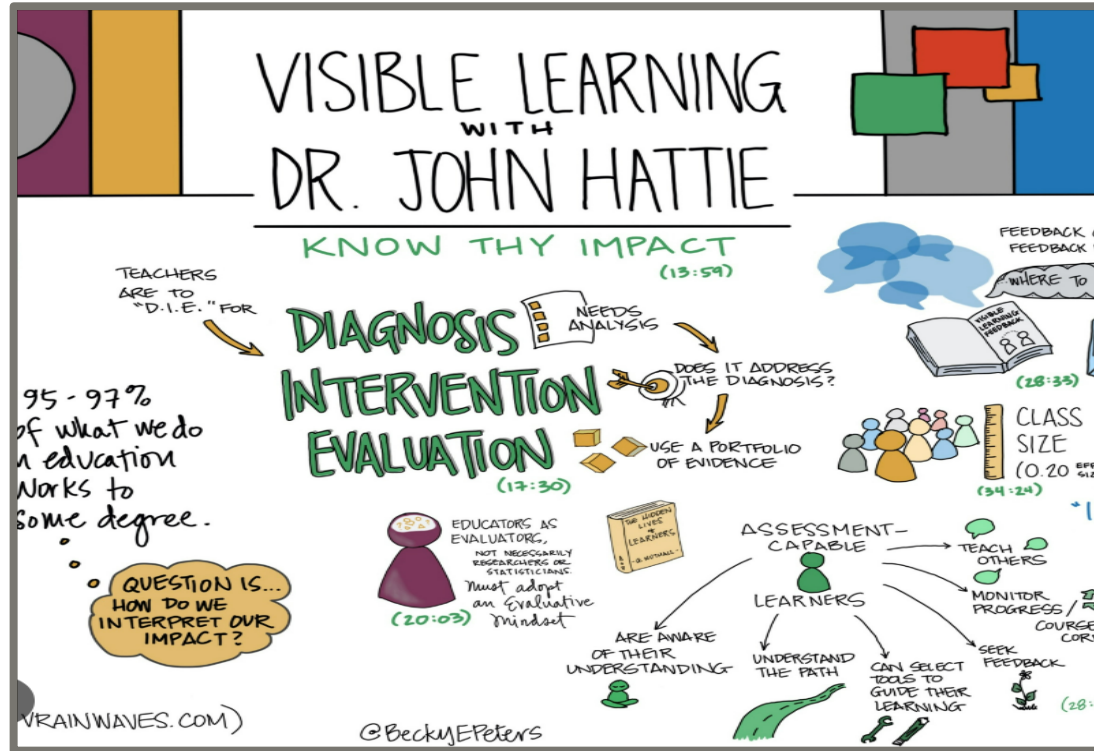 VISIBLE LEARNING
WITH
DR. JOHN HATTIE
KNOW THY IMPACT
(13:59)
TEACHERS
ARE TO
"D.I.E." FOR
DIAGNOSIS
INTERVENTION
EVALUATION
(17:30)
NEEDS
ANALYSIS
DOES IT ADDRESS
THE DIAGNOSIS?
USE A PORTFOLIO
OF EVIDENCE
FEEDBACK
FEEDBACK
...WHERE TO
VISIBLE
LEARNING
FEEDBACK
(28:33)
CLASS
SIZE
(0.20
(34:24)
95-97%
of what we do
education
works to
some degree.
QUESTION IS...
HOW DO WE
INTERPRET OUR
IMPACT?
EDUCATORS AS
EVALUATORS,
NOT NECESSARILY
RESEARCHERS OR
STATISTICIANS.
Must adopt
an Evaluative
Mindset
(20:03)
THE HIDDEN
LIVES of
LEARNERS
ASSESSMENT-
CAPABLE
LEARNERS
TEACH
OTHERS
MONITOR
PROGRESS/
COURSE
SEEK
FEEDBACK
(28:
CAN SELECT
TOOLS TO
GUIDE THEIR
LEARNING
UNDERSTAND
THE PATH
ARE AWARE
OF THEIR
UNDERSTANDING
VRAINWAVES.COM)
@BeckyEPeters